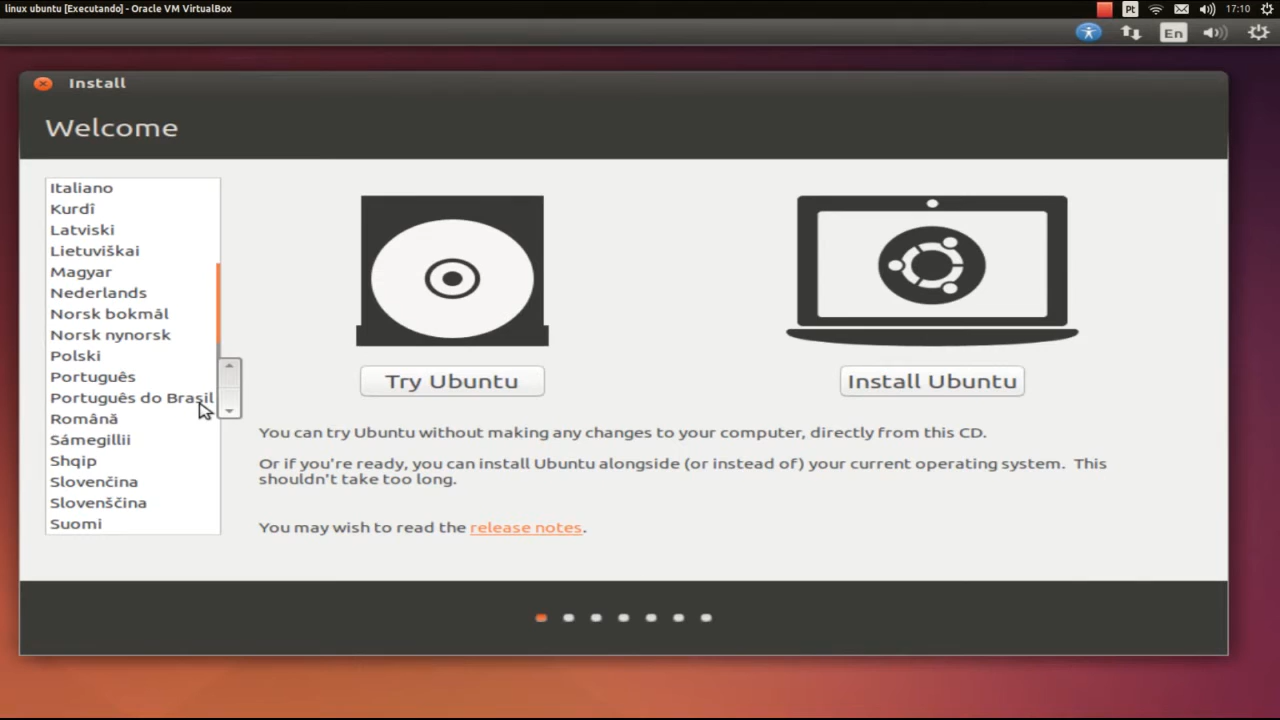 linux ubuntu [Executando] - Oracle VM VirtualBox
Pt
17:10
En
Install
Welcome
Italiano
Kurdî
Latviski
Lietuviškai
Magyar
Nederlands
Norsk bokmål
Norsk nynorsk
Polski
Português
Português do Brasil
Română
Sámegillii
Shqip
Slovenčina
Slovenščina
Suomi
Try Ubuntu
Install Ubuntu
You can try Ubuntu without making any changes to your computer, directly from this CD.
Or if you're ready, you can install Ubuntu alongside (or instead of) your current operating system. This
shouldn't take too long.
You may wish to read the release notes.